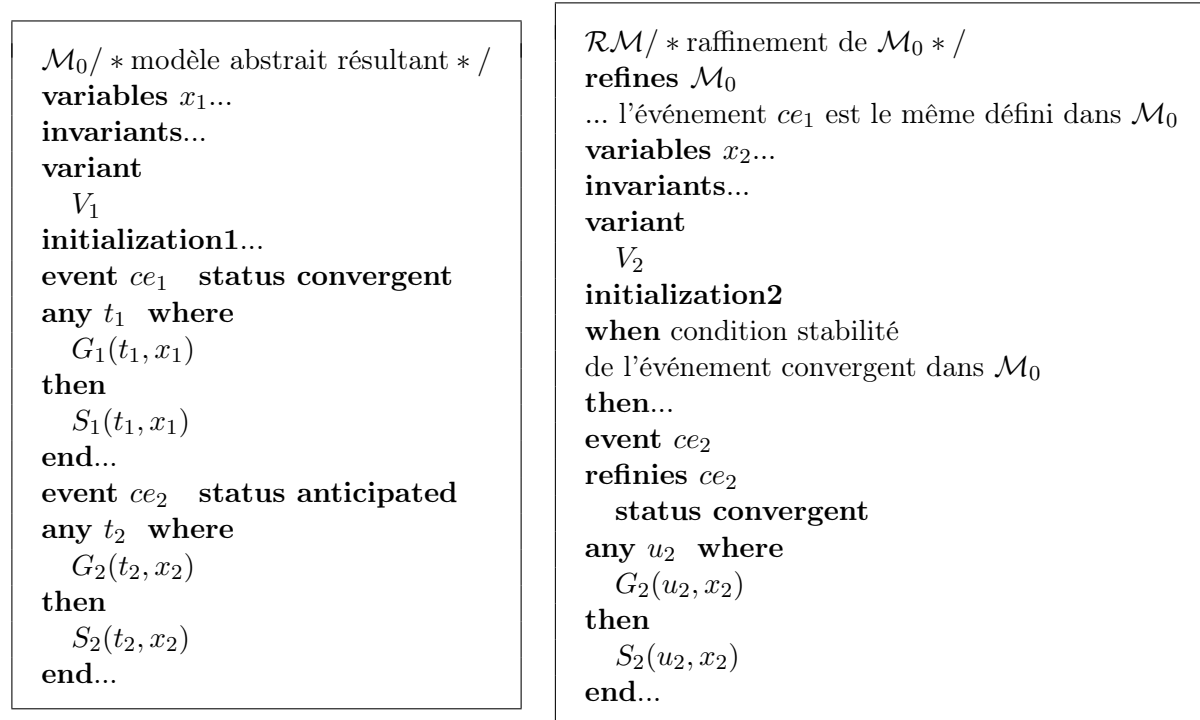 ℳ₀/ ∗ modèle abstrait résultant ∗ /
variables x₁...
invariants...
variant
V₁
initialization1...
event ce₁ status convergent
any t₁ where
G₁(t₁, x₁)
then
S₁(t₁, x₁)
end...
event ce₂ status anticipated
any t₂ where
G₂(t₂, x₂)
then
S₂(t₂, x₂)
end...
ℛℳ/ ∗ raffinement de ℳ₀ ∗ /
refines ℳ₀
... l'événement ce₁ est le même défini dans ℳ₀
variables x₂...
invariants...
variant
V₂
initialization2
when condition stabilité
de l'événement convergent dans ℳ₀
then...
event ce₂
refinies ce₂
status convergent
any u₂ where
G₂(u₂, x₂)
then
S₂(u₂, x₂)
end...